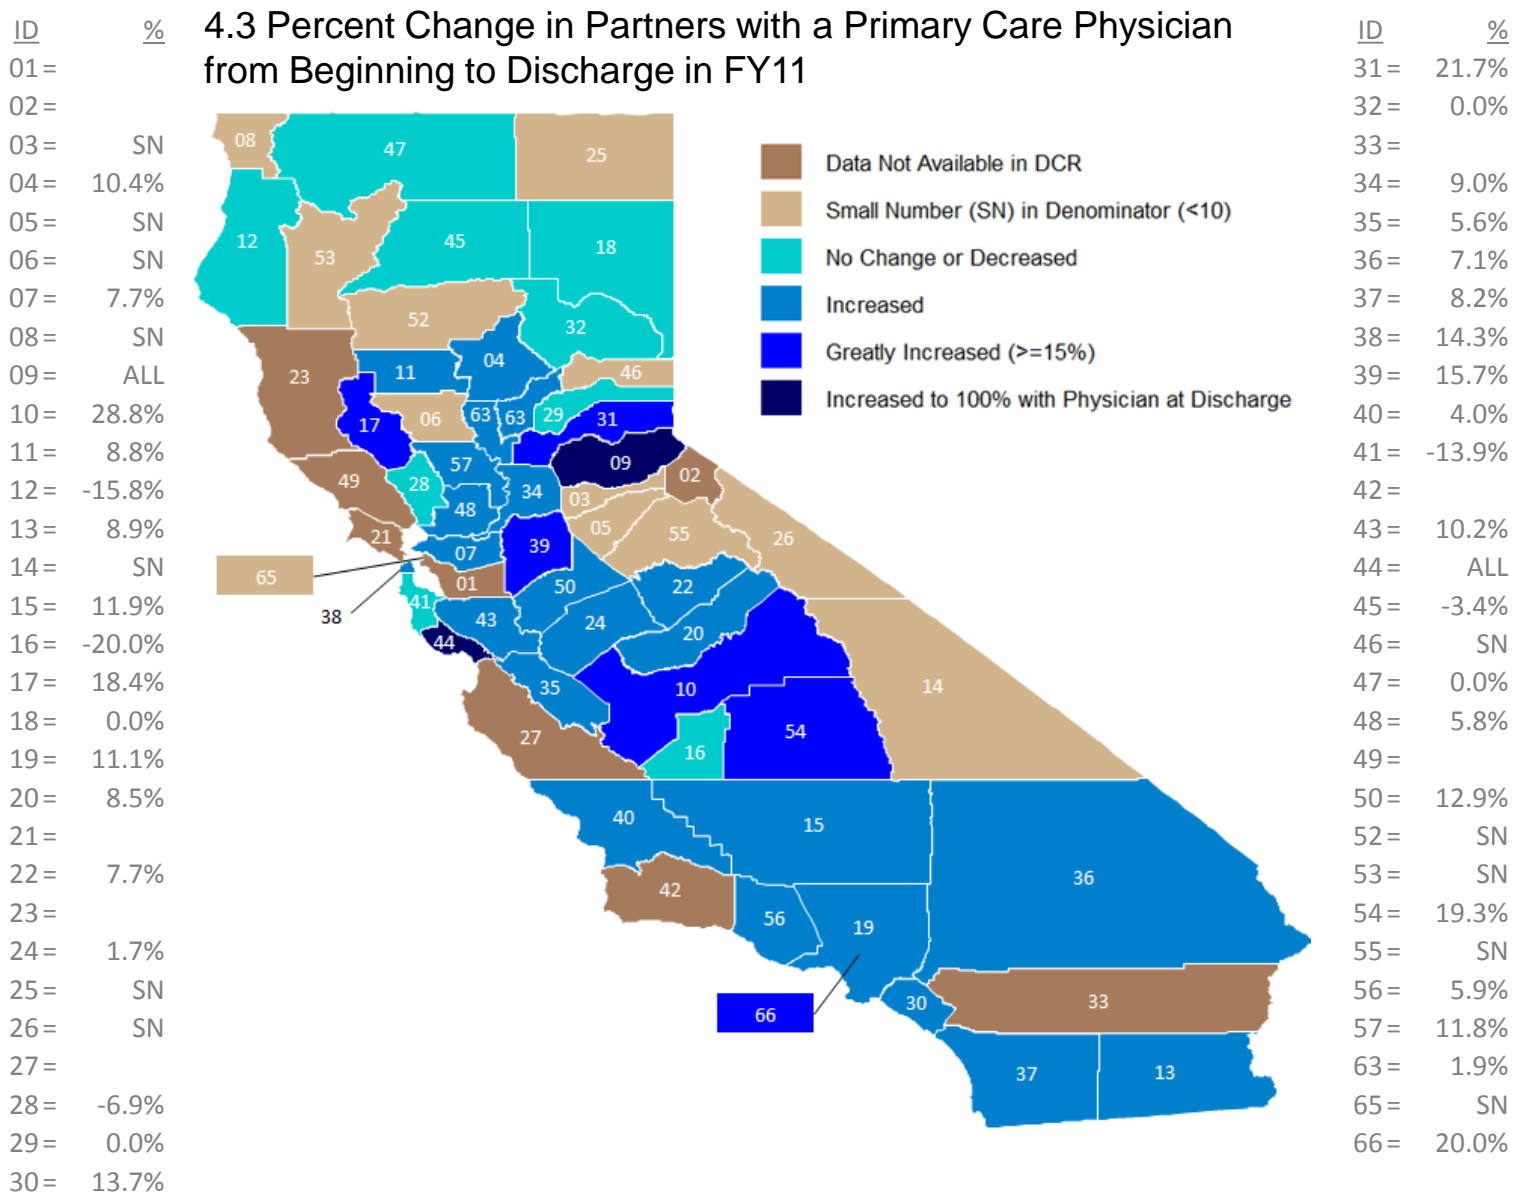 4.3 Percent Change in Partners with a Primary Care Physician
from Beginning to Discharge in FY11
ID %
01 =
02 =
03 = SN
04 = 10.4%
05 = SN
06 = SN
07 = 7.7%
08 = SN
09 = ALL
10 = 28.8%
11 = 8.8%
12 = -15.8%
13 = 8.9%
14 = SN
15 = 11.9%
16 = -20.0%
17 = 18.4%
18 = 0.0%
19 = 11.1%
20 = 8.5%
21 =
22 = 7.7%
23 =
24 = 1.7%
25 = SN
26 = SN
27 =
28 = -6.9%
29 = 0.0%
30 = 13.7%
08
47
25
12
53
45
18
52
32
23
11
04
46
17
06
63
63
29
31
49
28
57
09
02
48
34
03
21
07
39
05
55
26
65
01
38
41
43
50
22
44
24
20
35
10
14
27
16
54
40
15
36
42
56
19
66
30
33
37
13
Data Not Available in DCR
Small Number (SN) in Denominator (<10)
No Change or Decreased
Increased
Greatly Increased (>=15%)
Increased to 100% with Physician at Discharge
ID %
31 = 21.7%
32 = 0.0%
33 =
34 = 9.0%
35 = 5.6%
36 = 7.1%
37 = 8.2%
38 = 14.3%
39 = 15.7%
40 = 4.0%
41 = -13.9%
42 =
43 = 10.2%
44 = ALL
45 = -3.4%
46 = SN
47 = 0.0%
48 = 5.8%
49 =
50 = 12.9%
52 = SN
53 = SN
54 = 19.3%
55 = SN
56 = 5.9%
57 = 11.8%
63 = 1.9%
65 = SN
66 = 20.0%